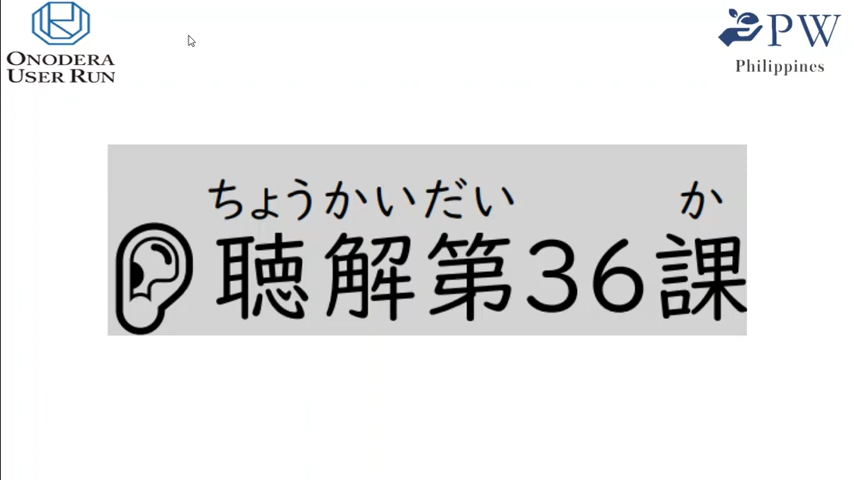 ONODERA
USER RUN
PW
Philippines
ちょうかいだい か
聴解第36課